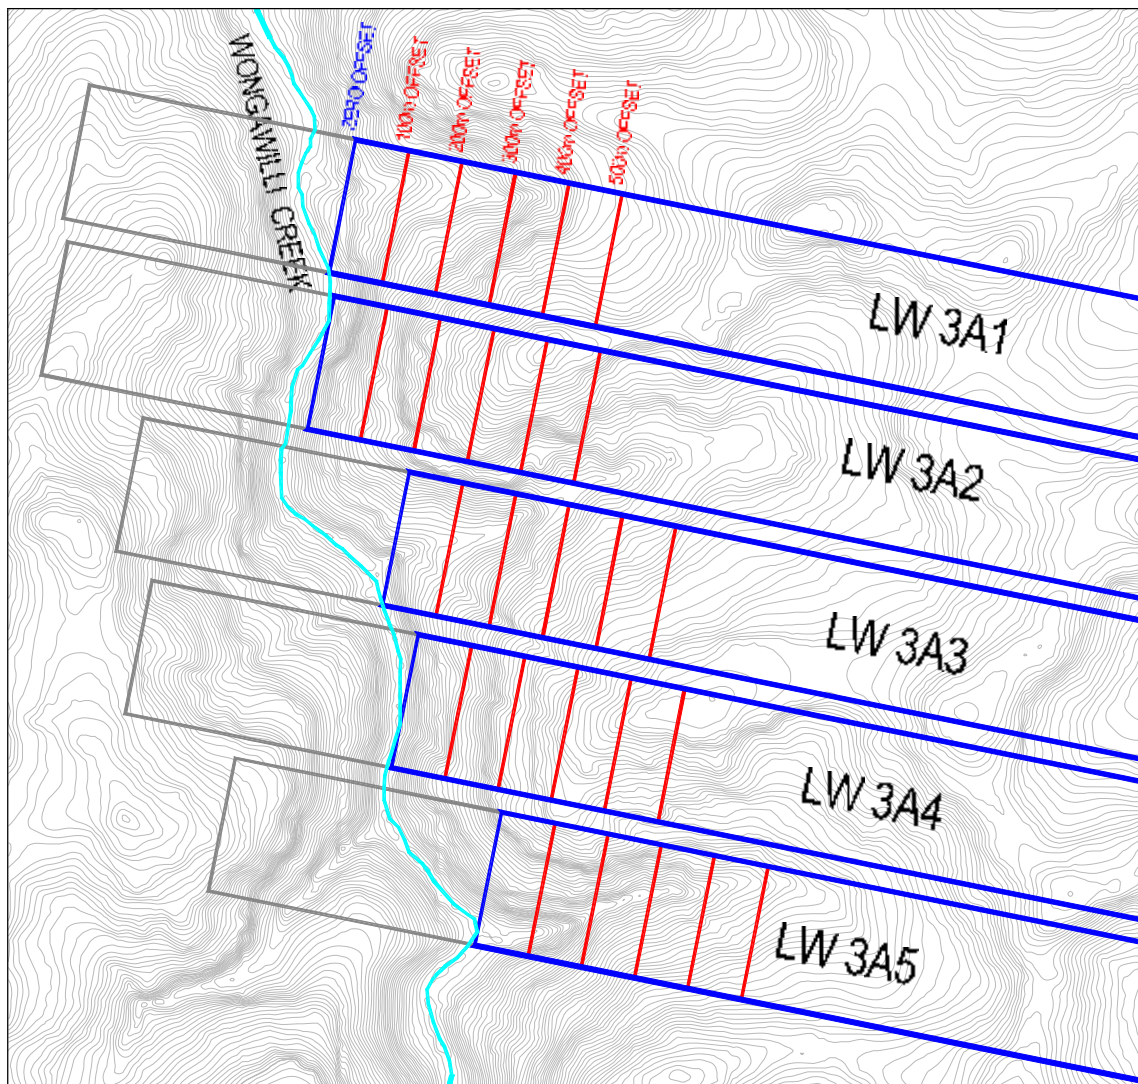 WONGAWILLI CREEK
ZERO OFFSET
100m OFFSET
200m OFFSET
300m OFFSET
400m OFFSET
500m OFFSET
LW 3A1
LW 3A2
LW 3A3
LW 3A4
LW 3A5